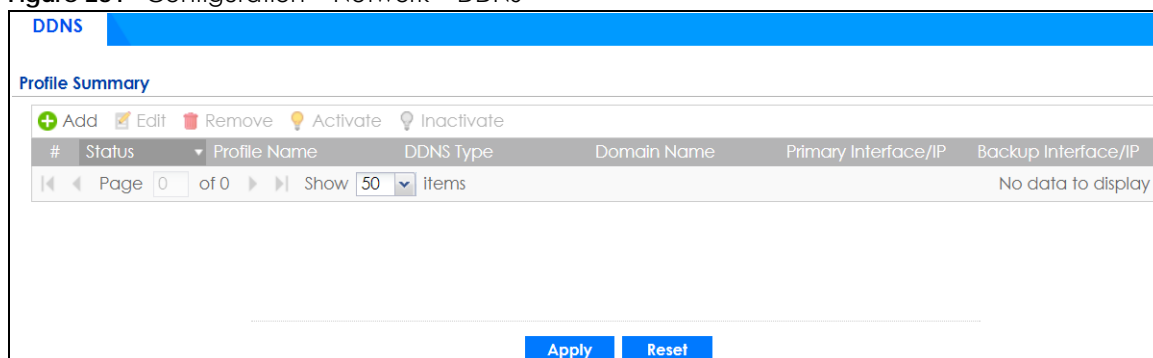 DDNS
Profile Summary
Add Edit Remove Activate Inactivate
# Status Profile Name DDNS Type Domain Name Primary Interface/IP Backup Interface/IP
Page 0 of 0 Show 50 items No data to display
Apply Reset